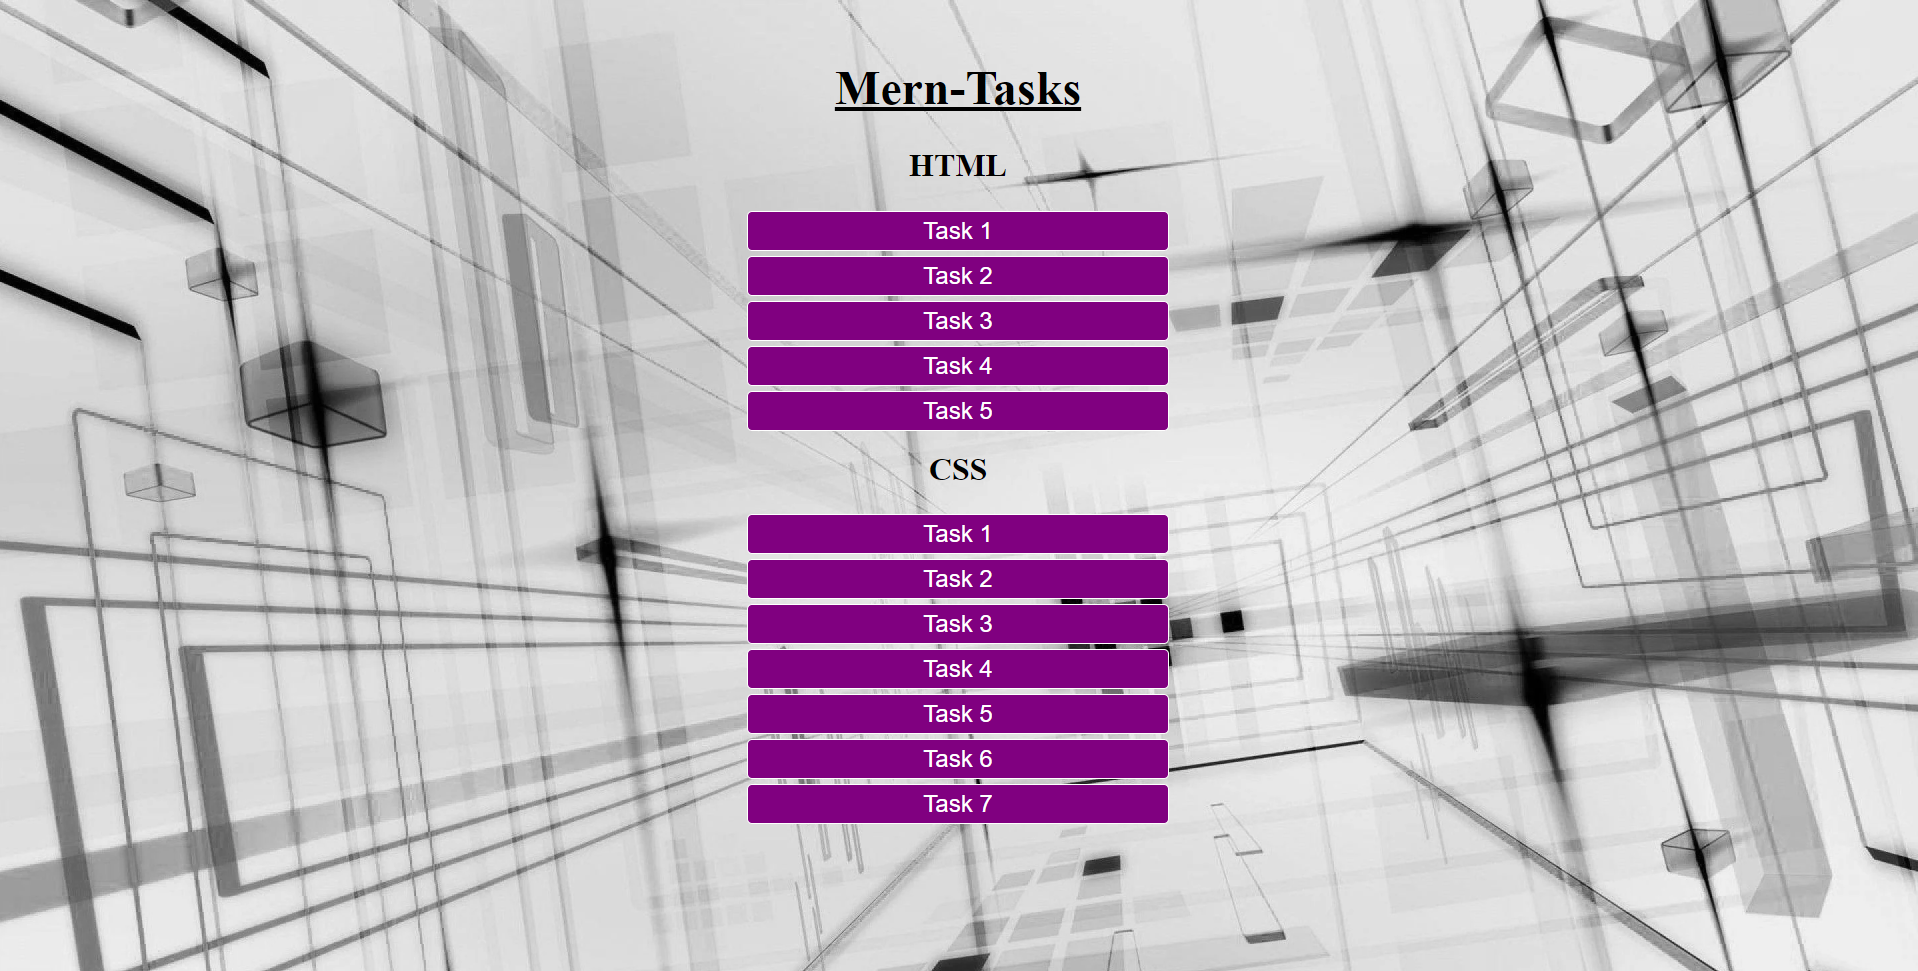 Mern-Tasks
HTML
Task 1
Task 2
Task 3
Task 4
Task 5
CSS
Task 1
Task 2
Task 3
Task 4
Task 5
Task 6
Task 7